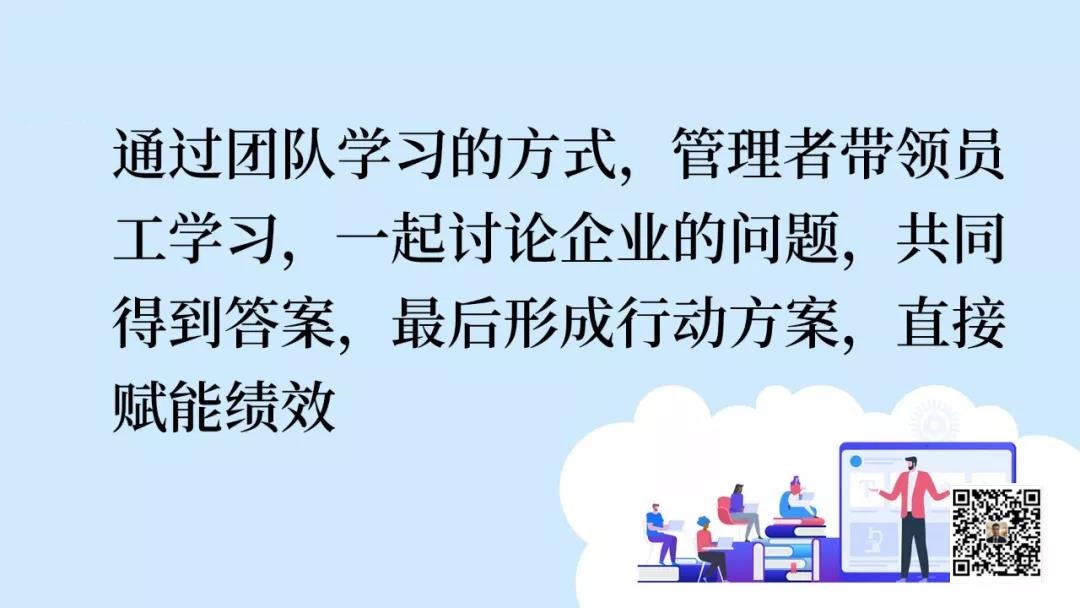 通过团队学习的方式，管理者带领员
工学习，一起讨论企业的问题，共同
得到答案，最后形成行动方案，直接
赋能绩效